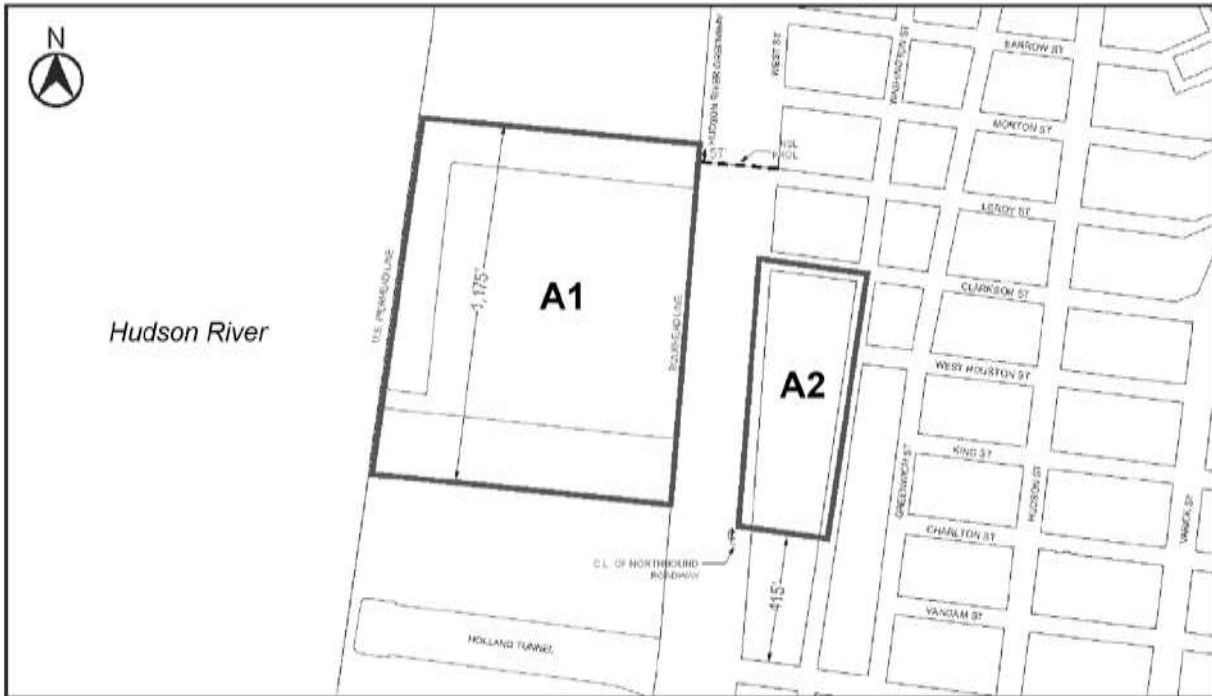 N
HUDSON RIVER GREENWAY
WEST ST
WASHINGTON ST
BARROW ST
MORTON ST
LEROY ST
CLARKSON ST
WEST HOUSTON ST
KING ST
CHARLTON ST
VANDAM ST
GREENWICH ST
HUDSON ST
VARICK ST
U.S. PIERHEAD LINE
1,175'
A1
BULKHEAD LINE
A2
Hudson River
C.L. OF NORTHBOUND
ROADWAY
415'
HOLLAND TUNNEL